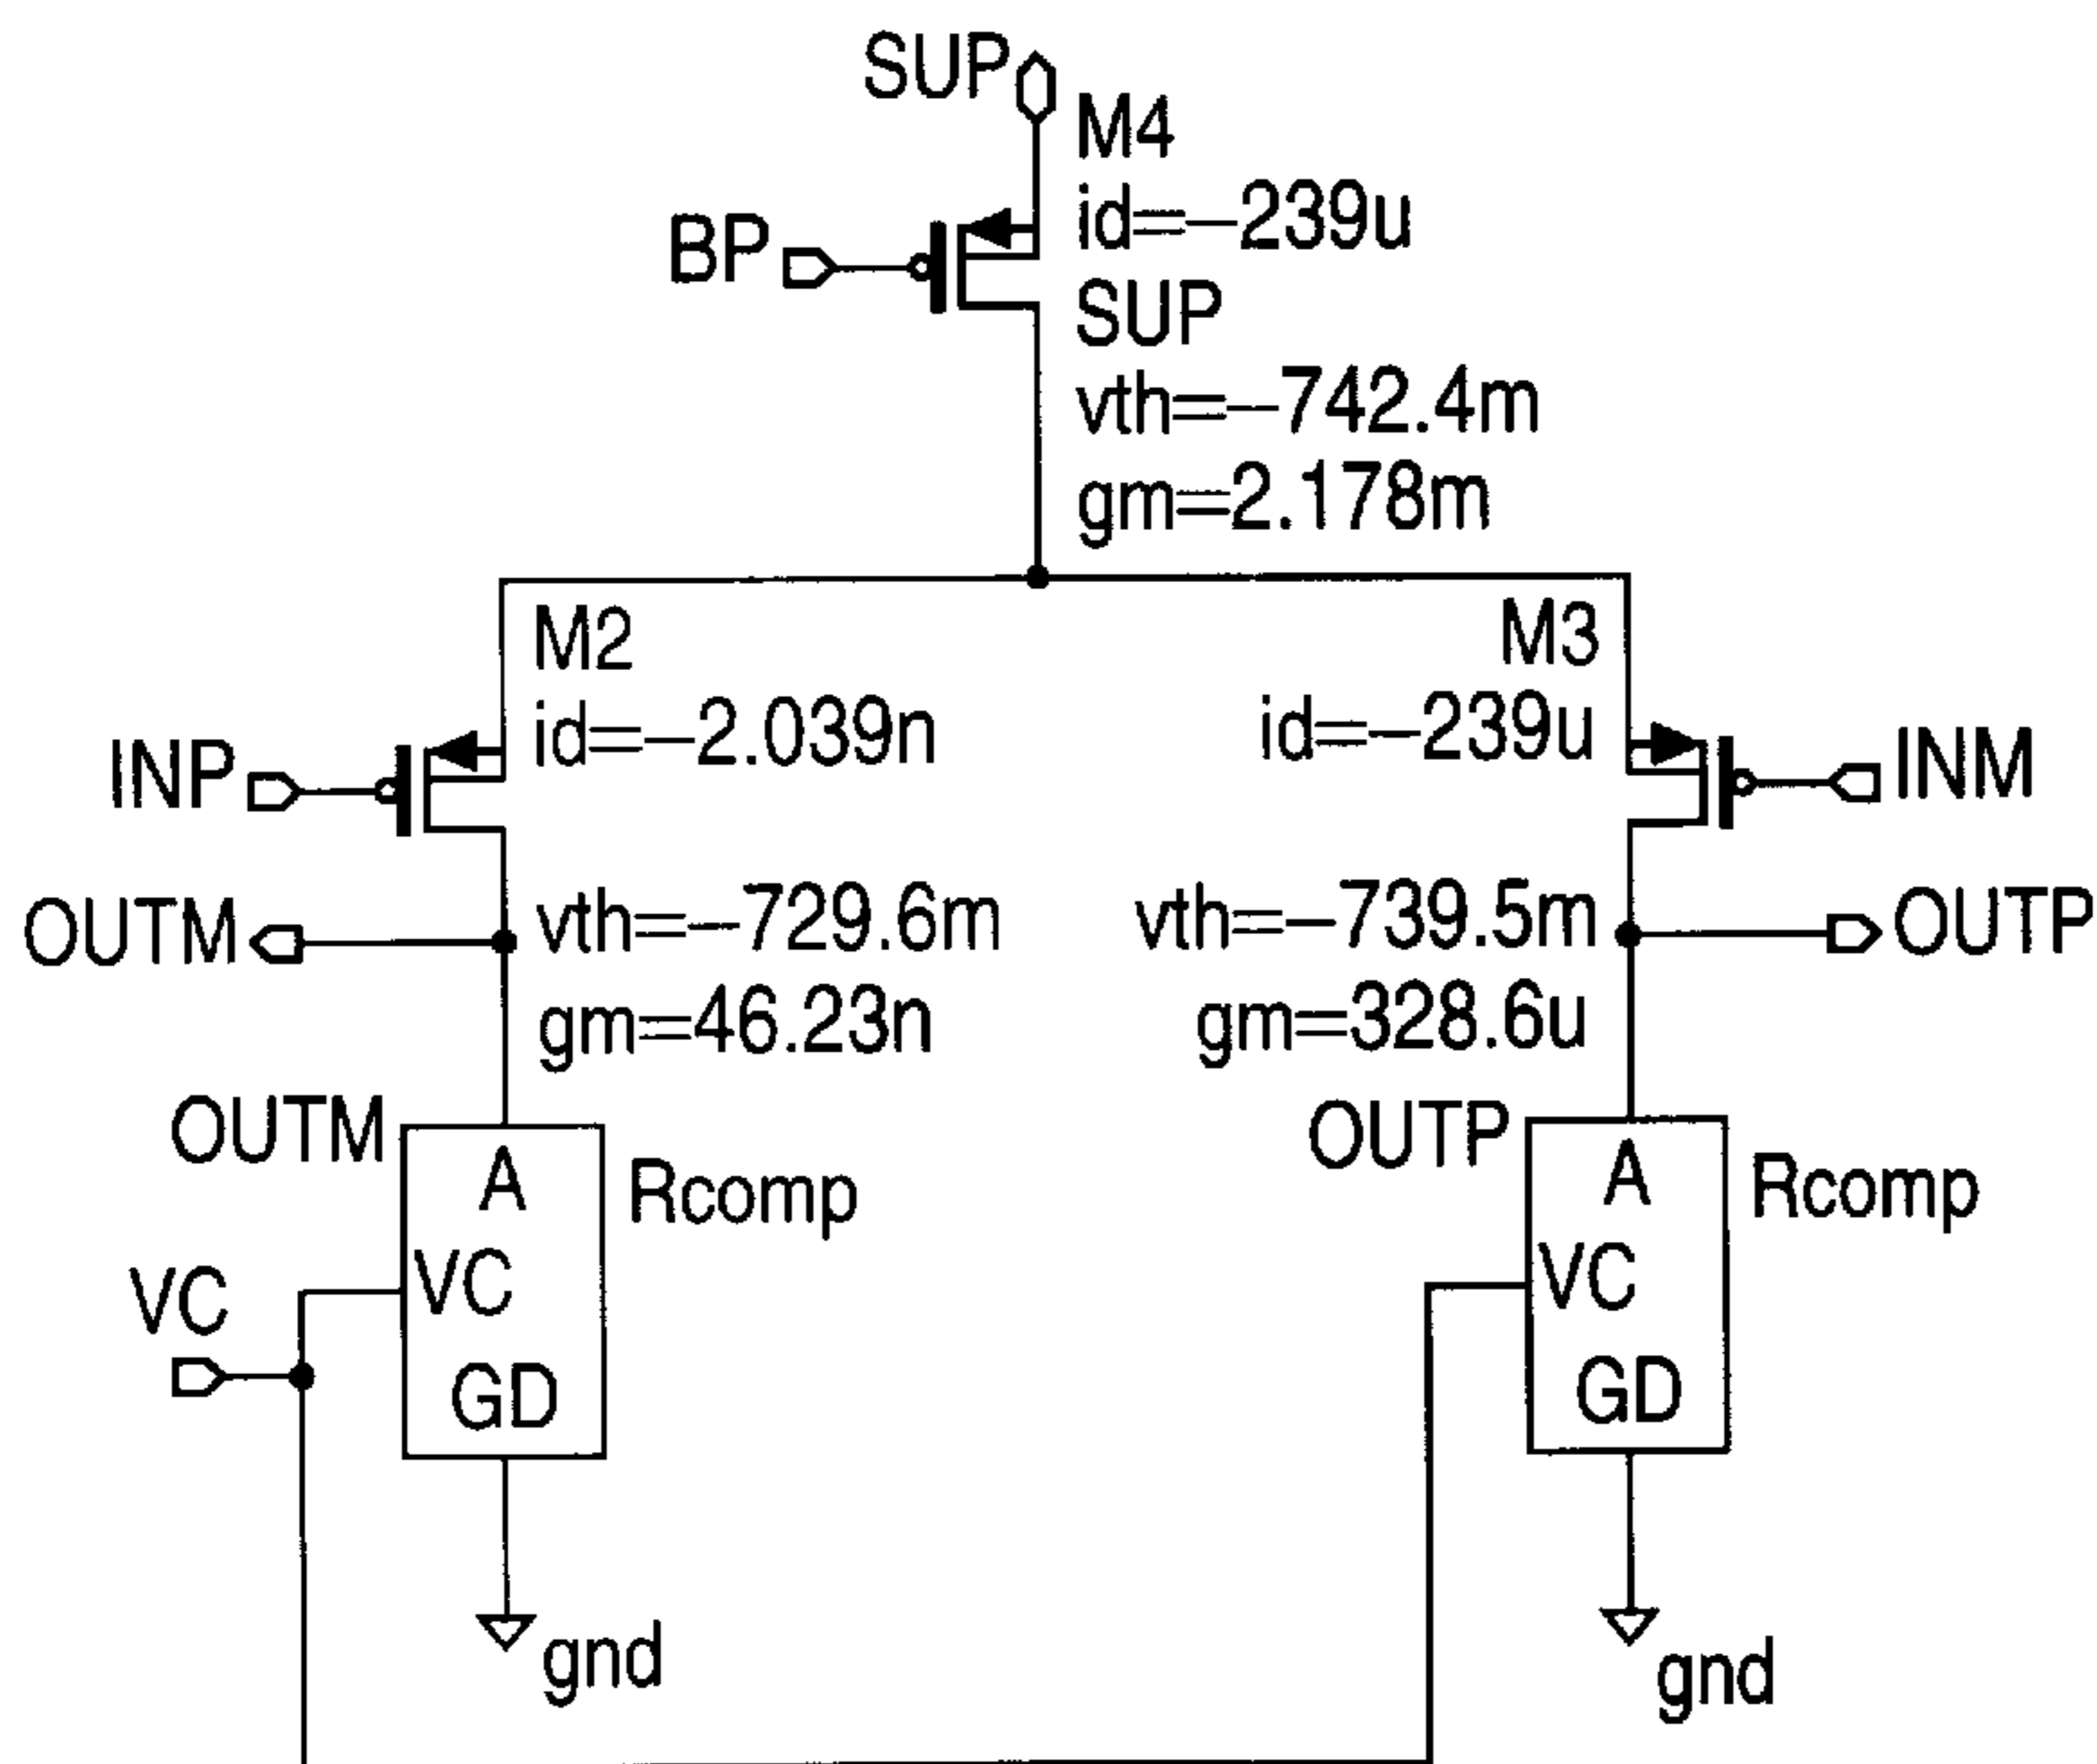 SUP
M4
id=-239u
BP
SUP
vth=-742.4m
gm=2.178m
M2
M3
id=-2.039n
id=-239u
INP
INM
OUTM
vth=-729.6m
vth=-739.5m
OUTP
gm=46.23n
gm=328.6u
OUTM
A
Rcomp
OUTP
A
Rcomp
VC
VC
VC
GD
GD
gnd
gnd